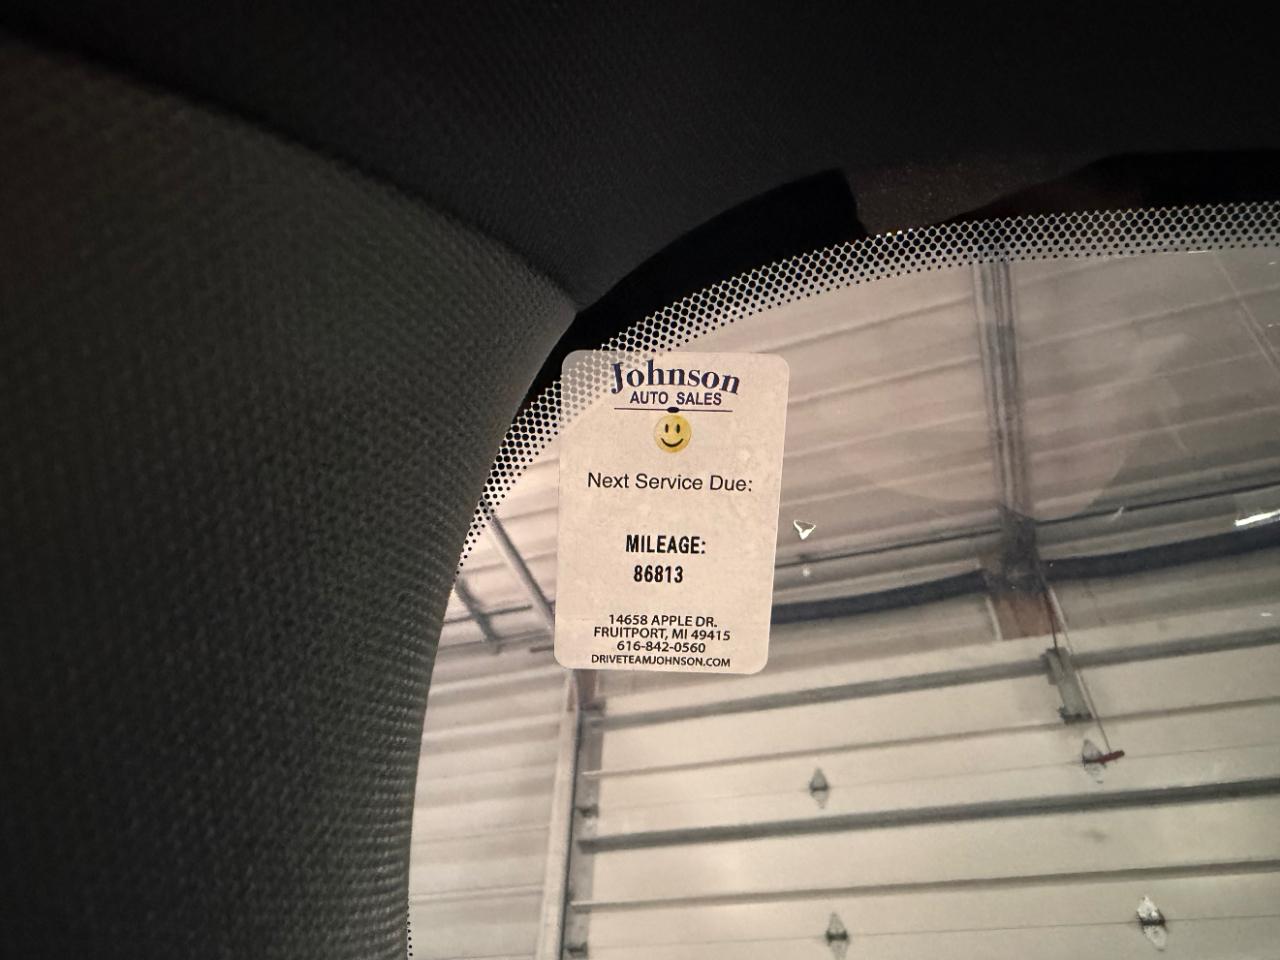 Johnson
AUTO SALES
Next Service Due:
MILEAGE:
86813
14658 APPLE DR.
FRUITPORT, MI 49415
616-842-0560
DRIVETEAMJOHNSON.COM